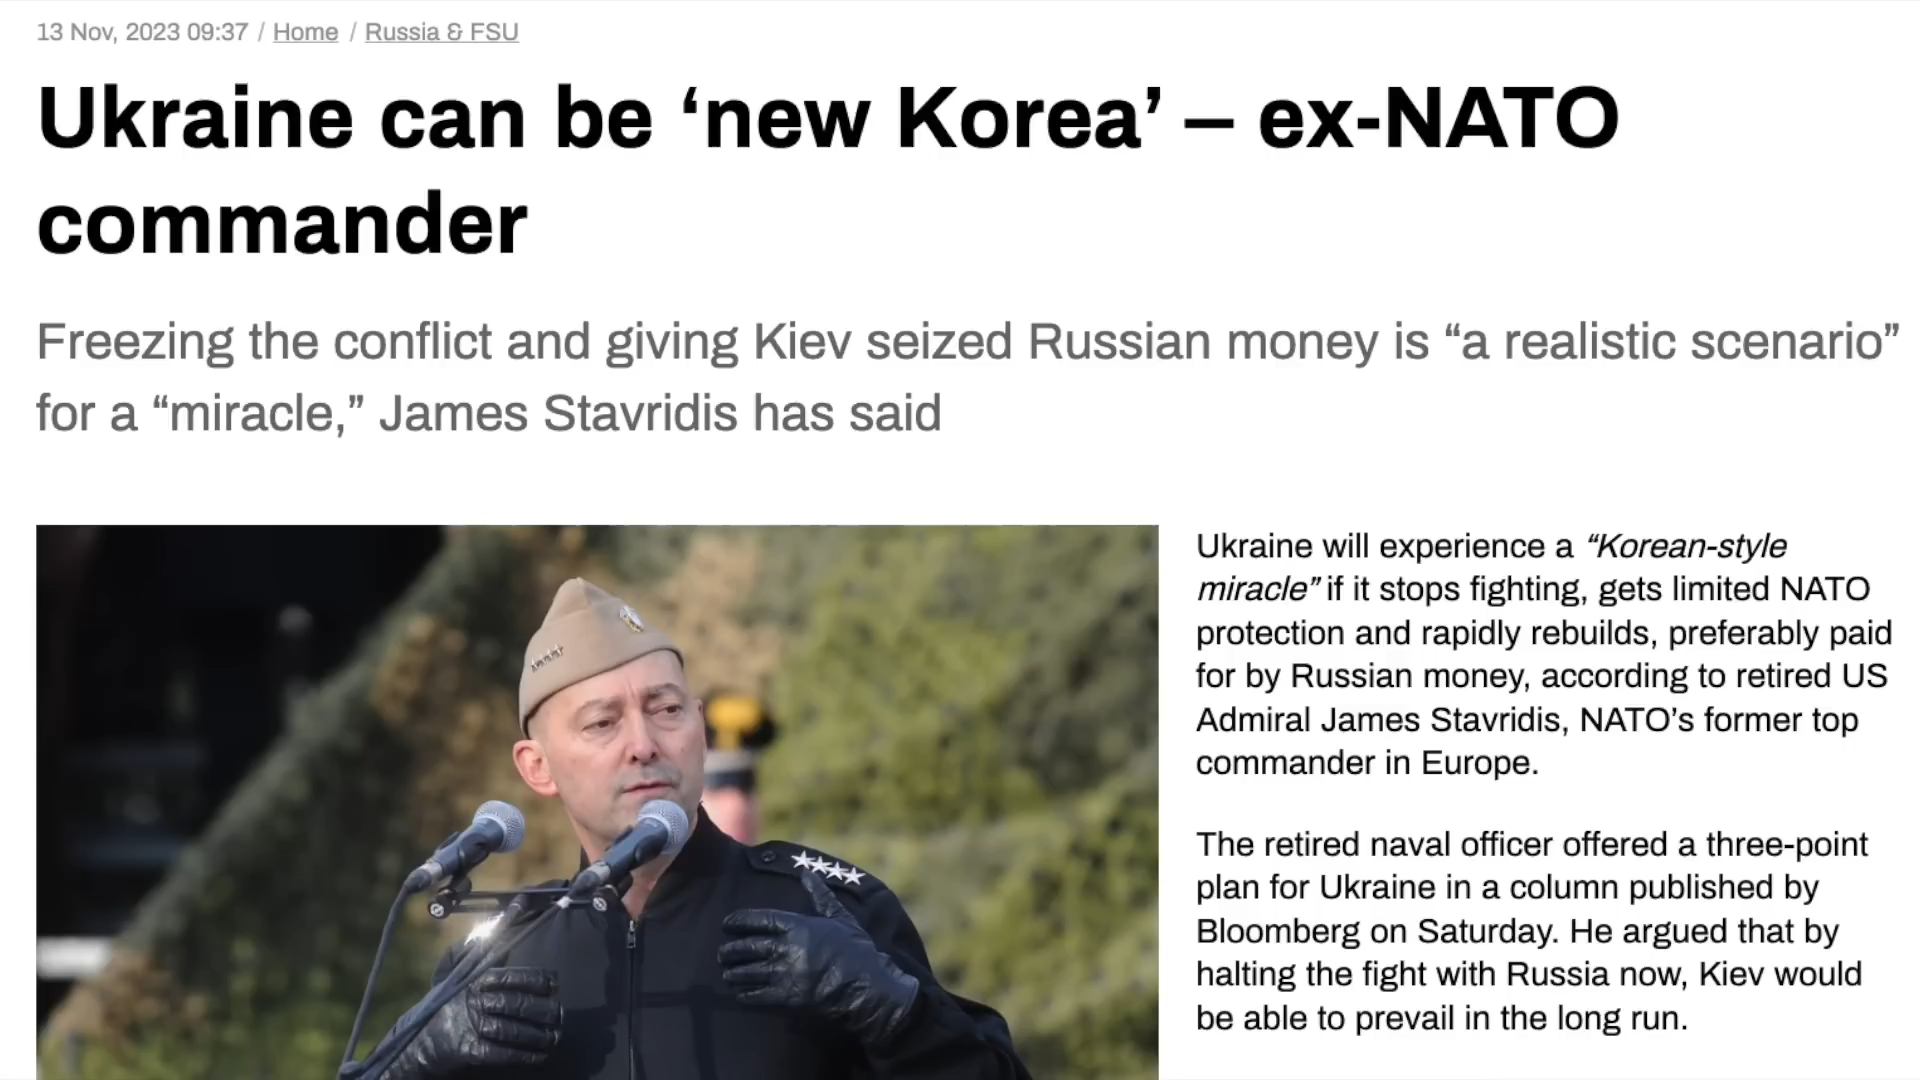 13 Nov, 2023 09:37 / Home / Russia & FSU
Ukraine can be ‘new Korea’ – ex-NATO
commander
Freezing the conflict and giving Kiev seized Russian money is “a realistic scenario”
for a “miracle,” James Stavridis has said
Ukraine will experience a “Korean-style
miracle” if it stops fighting, gets limited NATO
protection and rapidly rebuilds, preferably paid
for by Russian money, according to retired US
Admiral James Stavridis, NATO’s former top
commander in Europe.
The retired naval officer offered a three-point
plan for Ukraine in a column published by
Bloomberg on Saturday. He argued that by
halting the fight with Russia now, Kiev would
be able to prevail in the long run.